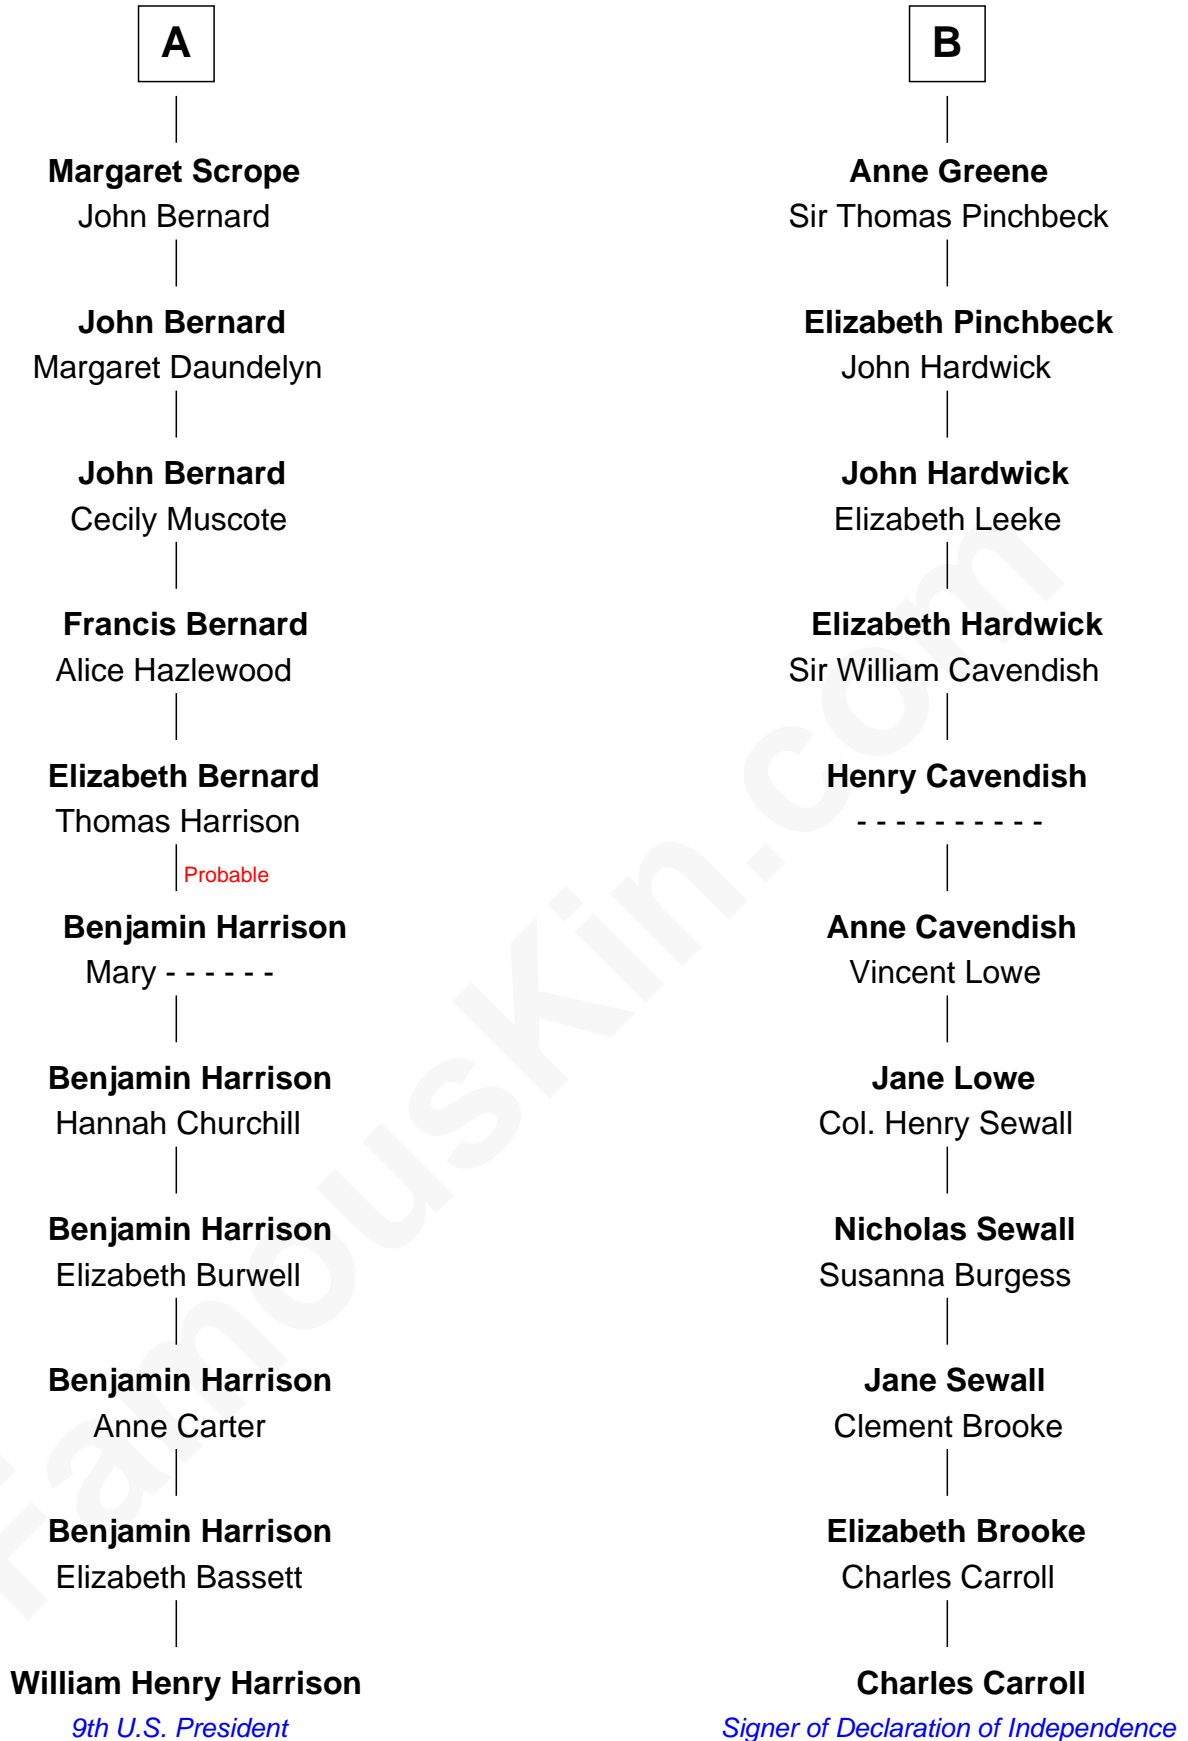 A
Margaret Scrope
John Bernard
John Bernard
Margaret Daundelyn
John Bernard
Cecily Muscote
Francis Bernard
Alice Hazlewood
Elizabeth Bernard
Thomas Harrison
Probable
Benjamin Harrison
Mary - - - - - -
Benjamin Harrison
Hannah Churchill
Benjamin Harrison
Elizabeth Burwell
Benjamin Harrison
Anne Carter
Benjamin Harrison
Elizabeth Bassett
William Henry Harrison
9th U.S. President
B
Anne Greene
Sir Thomas Pinchbeck
Elizabeth Pinchbeck
John Hardwick
John Hardwick
Elizabeth Leeke
Elizabeth Hardwick
Sir William Cavendish
Henry Cavendish
- - - - - - - - - -
Anne Cavendish
Vincent Lowe
Jane Lowe
Col. Henry Sewall
Nicholas Sewall
Susanna Burgess
Jane Sewall
Clement Brooke
Elizabeth Brooke
Charles Carroll
Charles Carroll
Signer of Declaration of Independence
FamousKin.com